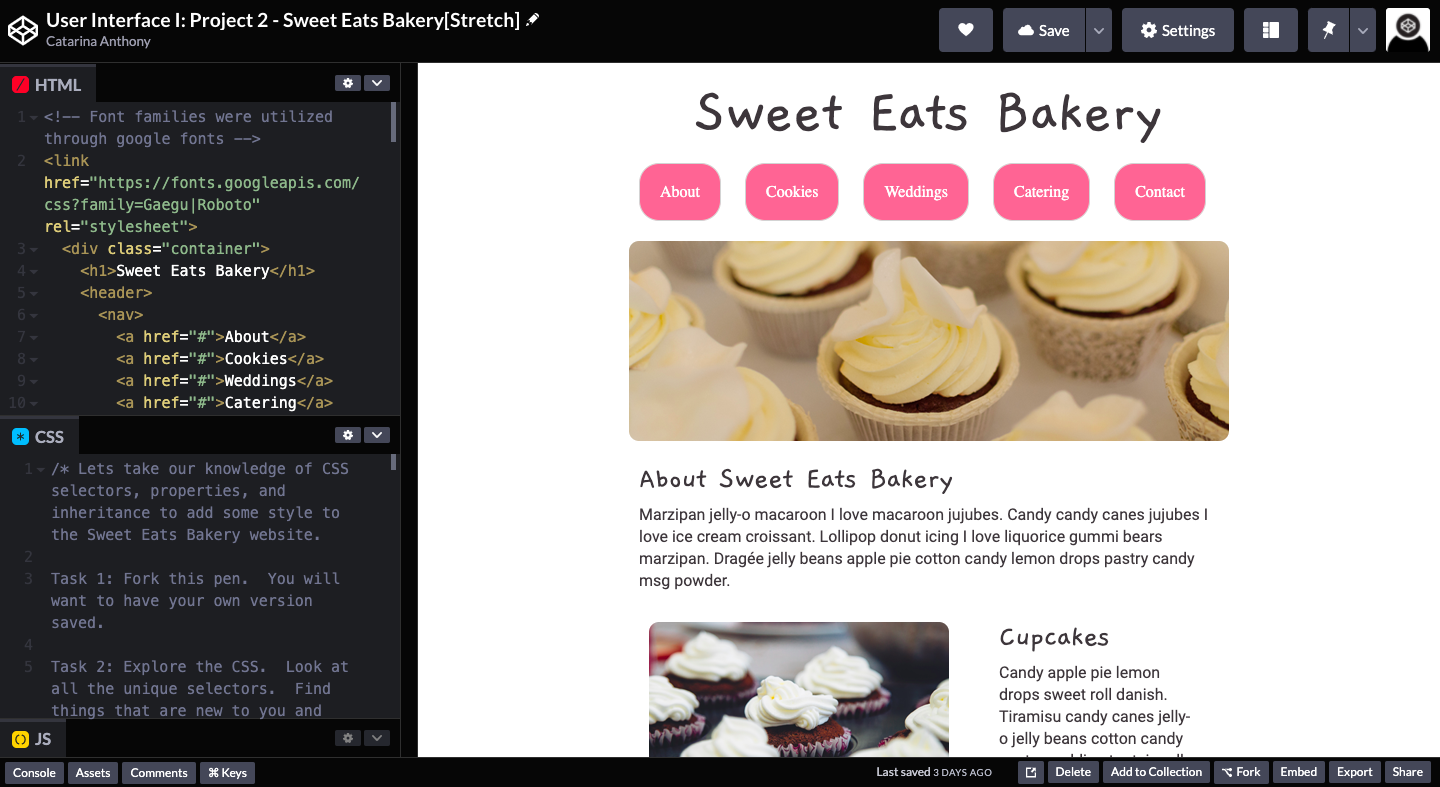 User Interface I: Project 2 - Sweet Eats Bakery[Stretch]
Catarina Anthony
Save
Settings
HTML
1 <!-- Font families were utilized
through google fonts -->
2 <link
href="https://fonts.googleapis.com/
css?family=Gaegu|Roboto"
rel="stylesheet">
3 <div class="container">
4 <h1>Sweet Eats Bakery</h1>
5 <header>
6 <nav>
7 <a href="#">About</a>
8 <a href="#">Cookies</a>
9 <a href="#">Weddings</a>
10 <a href="#">Catering</a>
CSS
1 /* Lets take our knowledge of CSS
selectors, properties, and
inheritance to add some style to
the Sweet Eats Bakery website.
2
3 Task 1: Fork this pen.  You will
want to have your own version
saved.
4
5 Task 2: Explore the CSS.  Look at
all the unique selectors.  Find
things that are new to you and
JS
Sweet Eats Bakery
About Cookies Weddings Catering Contact
About Sweet Eats Bakery
Marzipan jelly-o macaroon I love macaroon jujubes. Candy candy canes jujubes I
love ice cream croissant. Lollipop donut icing I love liquorice gummi bears
marzipan. Dragée jelly beans apple pie cotton candy lemon drops pastry candy
msg powder.
Cupcakes
Candy apple pie lemon
drops sweet roll danish.
Tiramisu candy canes jelly-
o jelly beans cotton candy
Console Assets Comments ⌘ Keys
Last saved 3 DAYS AGO
Delete Add to Collection Fork Embed Export Share